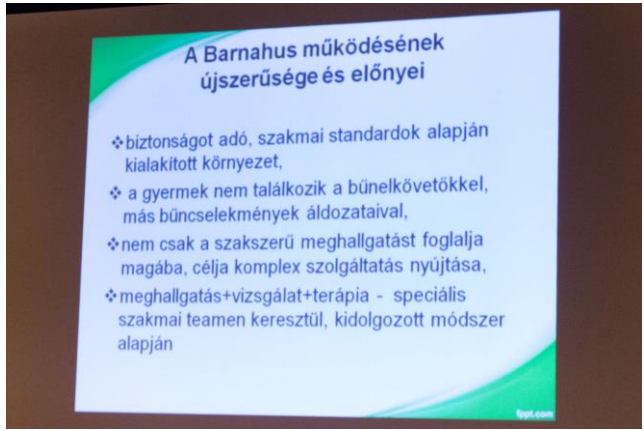 A Barnahus működésének
újszerűsége és előnyei
❖biztonságot adó, szakmai standardok alapján
kialakított környezet,
❖ a gyermek nem találkozik a bűnelkövetőkkel,
más bűncselekmények áldozataival,
❖nem csak a szakszerű meghallgatást foglalja
magába, célja komplex szolgáltatás nyújtása,
❖meghallgatás+vizsgálat+terápia - speciális
szakmai teamen keresztül, kidolgozott módszer
alapján
fppt.com